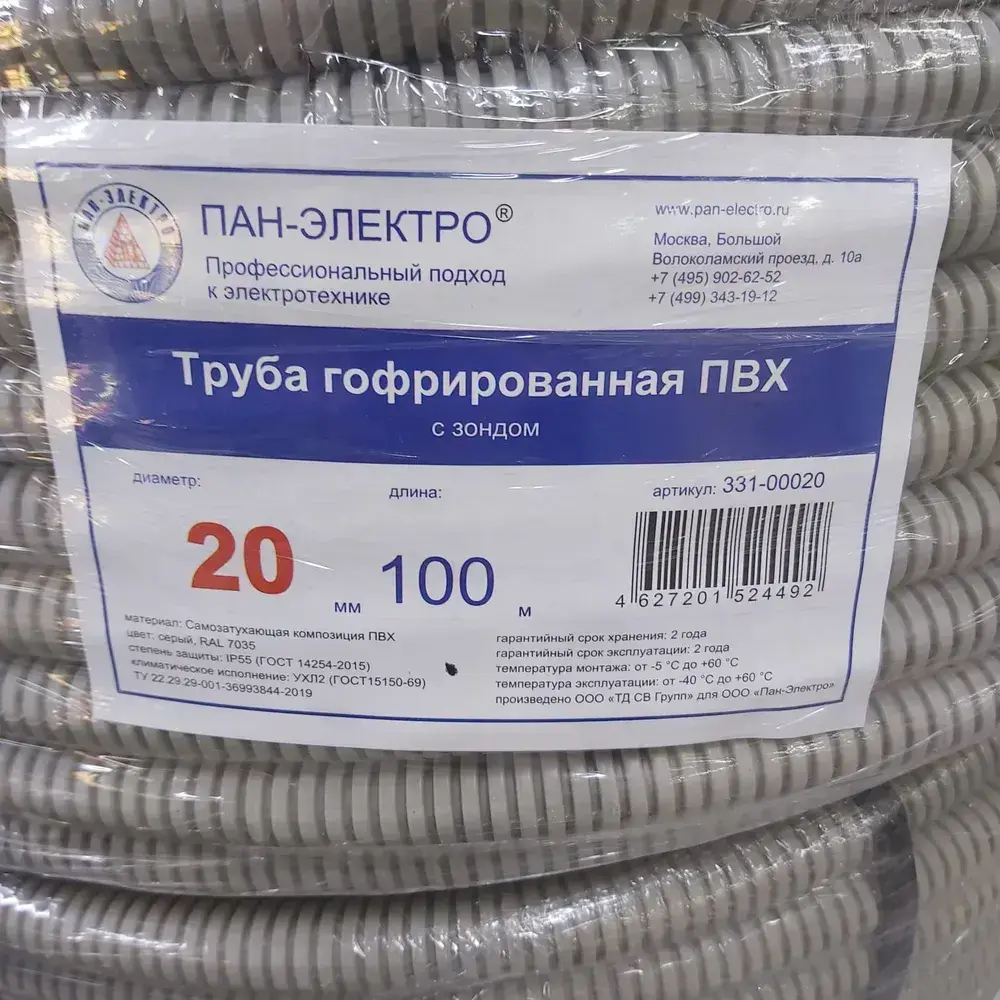 ПАН-ЭЛЕКТРО
ПАН-ЭЛЕКТРО®
Профессиональный подход
к электротехнике
www.pan-electro.ru
Москва, Большой
Волоколамский проезд, д. 10а
+7 (495) 902-62-52
+7 (499) 343-19-12
Труба гофрированная ПВХ
с зондом
диаметр:
20 мм
длина:
100 м
артикул: 331-00020
4 627201 524492
материал: Самозатухающая композиция ПВХ
цвет: серый, RAL 7035
степень защиты: IP55 (ГОСТ 14254-2015)
климатическое исполнение: УХЛ2 (ГОСТ15150-69)
ТУ 22.29.29-001-36993844-2019
гарантийный срок хранения: 2 года
гарантийный срок эксплуатации: 2 года
температура монтажа: от -5 °C до +60 °C
температура эксплуатации: от -40 °C до +60 °C
произведено ООО «ТД СВ Групп» для ООО «Пан-Электро»